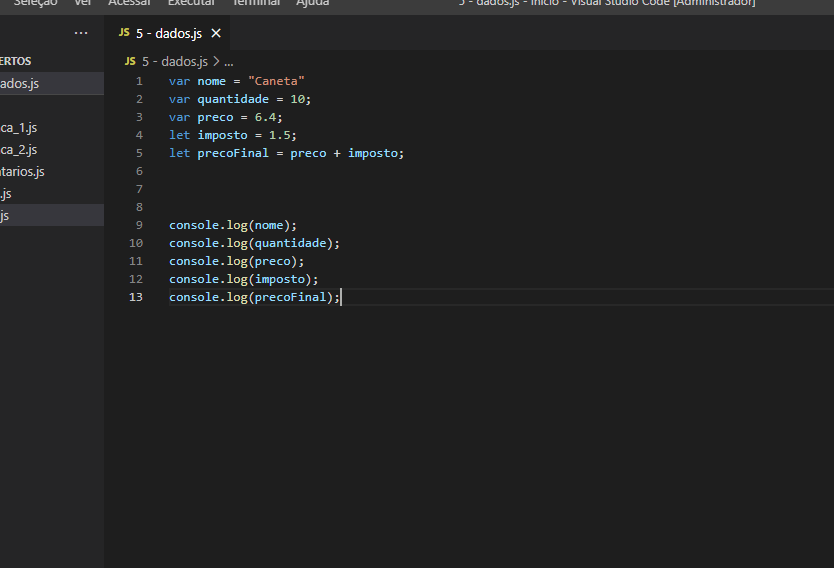 Seleção Ver Acessar Executar Terminal Ajuda 5 - dados.js - Início - Visual Studio Code [Administrador]
···
JS 5 - dados.js ×
ERTOS
JS 5 - dados.js > ...
ados.js
ca_1.js
ca_2.js
tarios.js
.js
js
1 var nome = "Caneta"
2 var quantidade = 10;
3 var preco = 6.4;
4 let imposto = 1.5;
5 let precoFinal = preco + imposto;
6
7
8
9 console.log(nome);
10 console.log(quantidade);
11 console.log(preco);
12 console.log(imposto);
13 console.log(precoFinal);